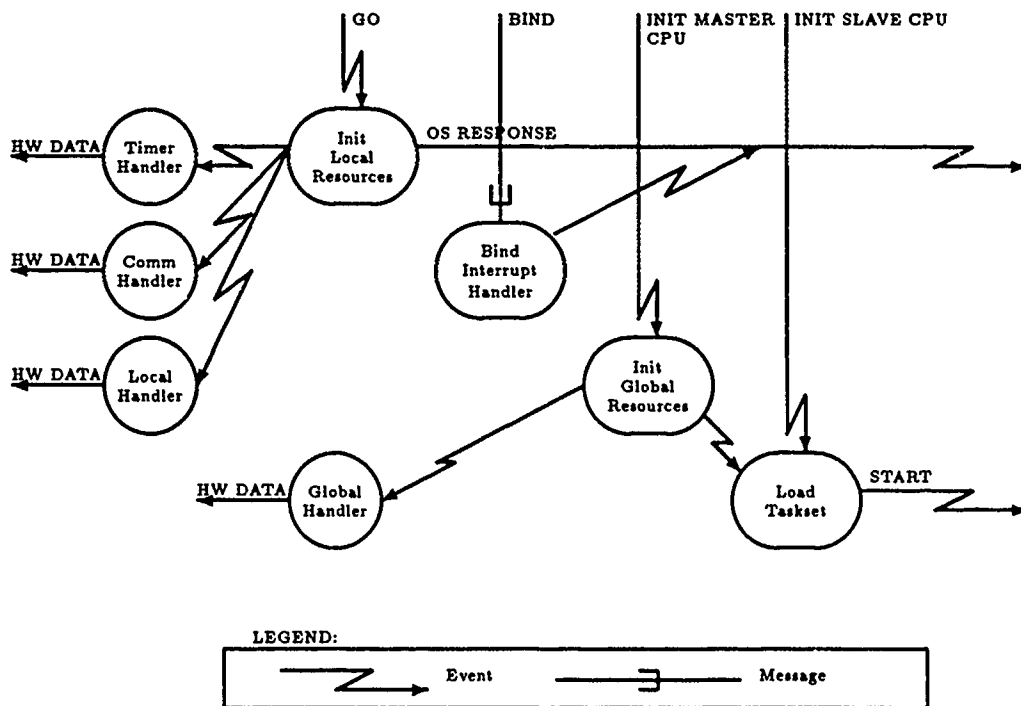 GO
BIND
INIT MASTER
CPU
INIT SLAVE CPU
Init
Local
Resources
OS RESPONSE
HW DATA
Timer
Handler
HW DATA
Comm
Handler
Bind
Interrupt
Handler
HW DATA
Local
Handler
Init
Global
Resources
HW DATA
Global
Handler
Load
Taskset
START
LEGEND:
Event
Message